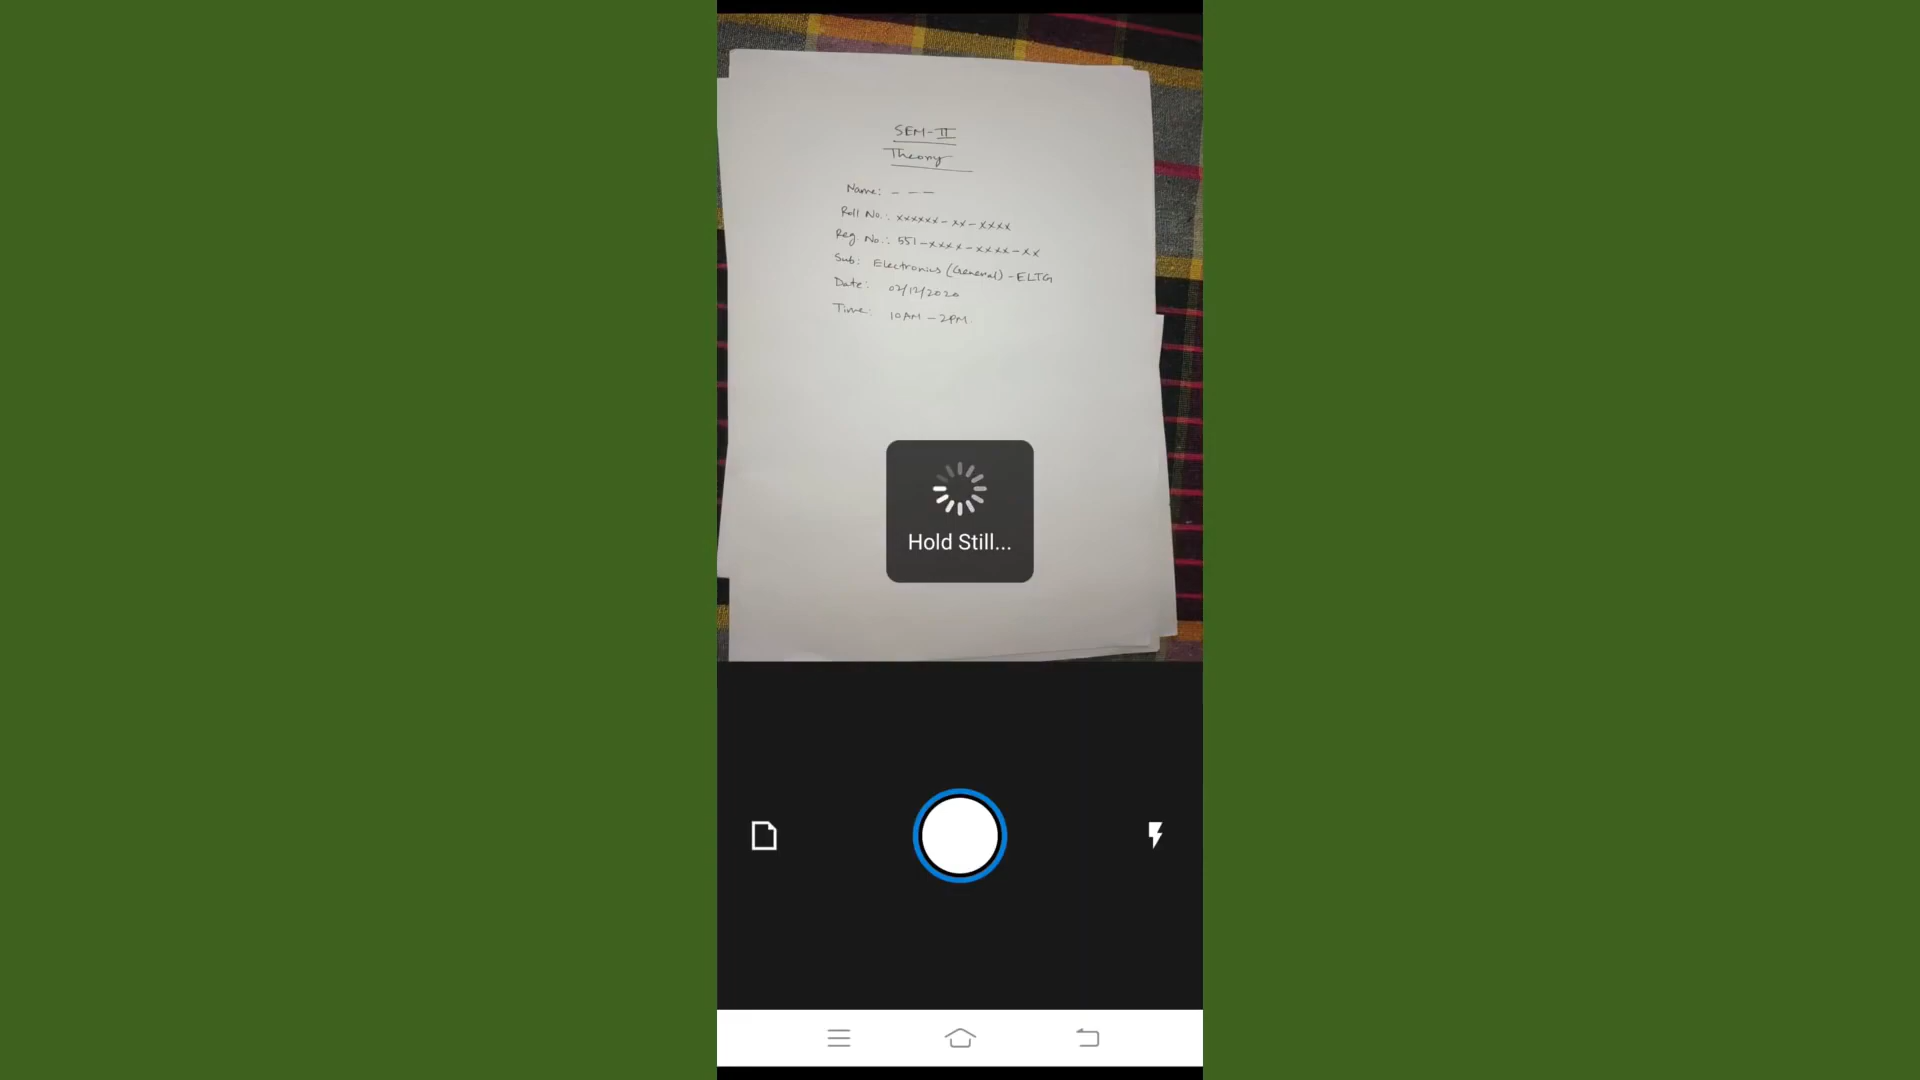 SEM-II
Theory
Name: - - -
Roll No.: xxxxxx-xx-xxxx
Reg No.: 551-xxxx-xxxx-xx
Sub: Electronics (General) - ELTG
Date: 02/12/2020
Time: 10AM - 2PM.
Hold Still...